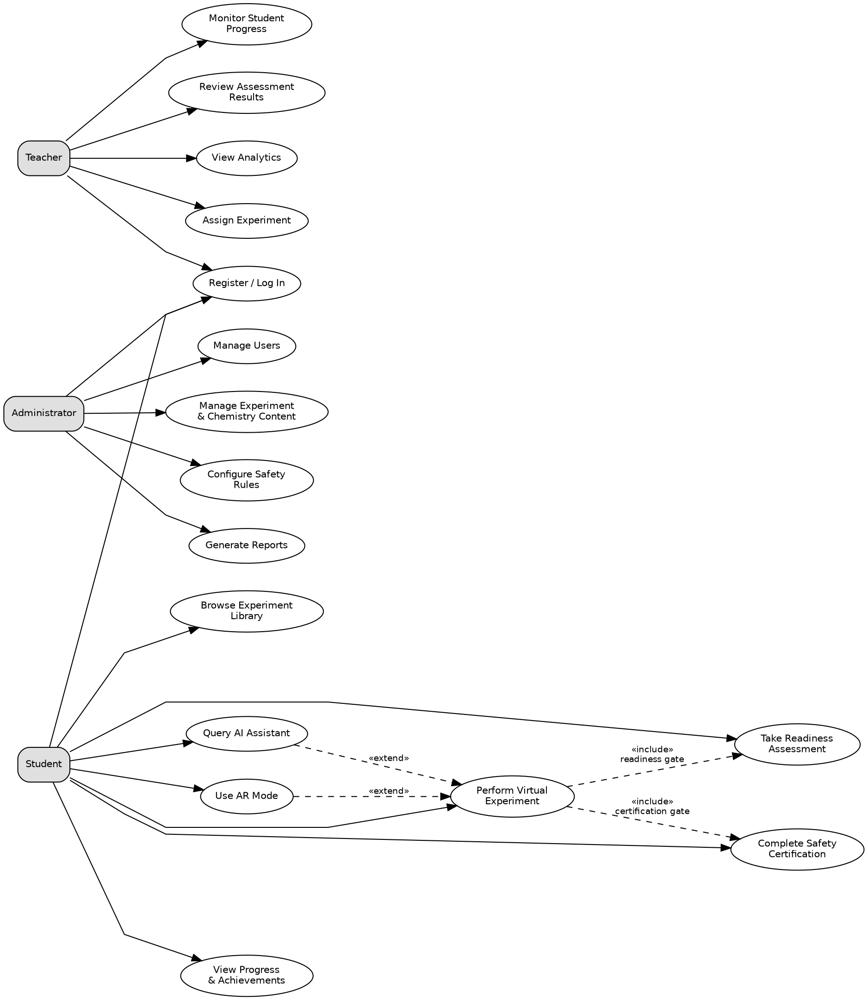 Monitor Student
Progress
Review Assessment
Results
Teacher
View Analytics
Assign Experiment
Register / Log In
Manage Users
Administrator
Manage Experiment
& Chemistry Content
Configure Safety
Rules
Generate Reports
Browse Experiment
Library
Query AI Assistant
Take Readiness
Assessment
«include»
readiness gate
«extend»
Student
Use AR Mode
«extend»
Perform Virtual
Experiment
«include»
certification gate
Complete Safety
Certification
View Progress
& Achievements